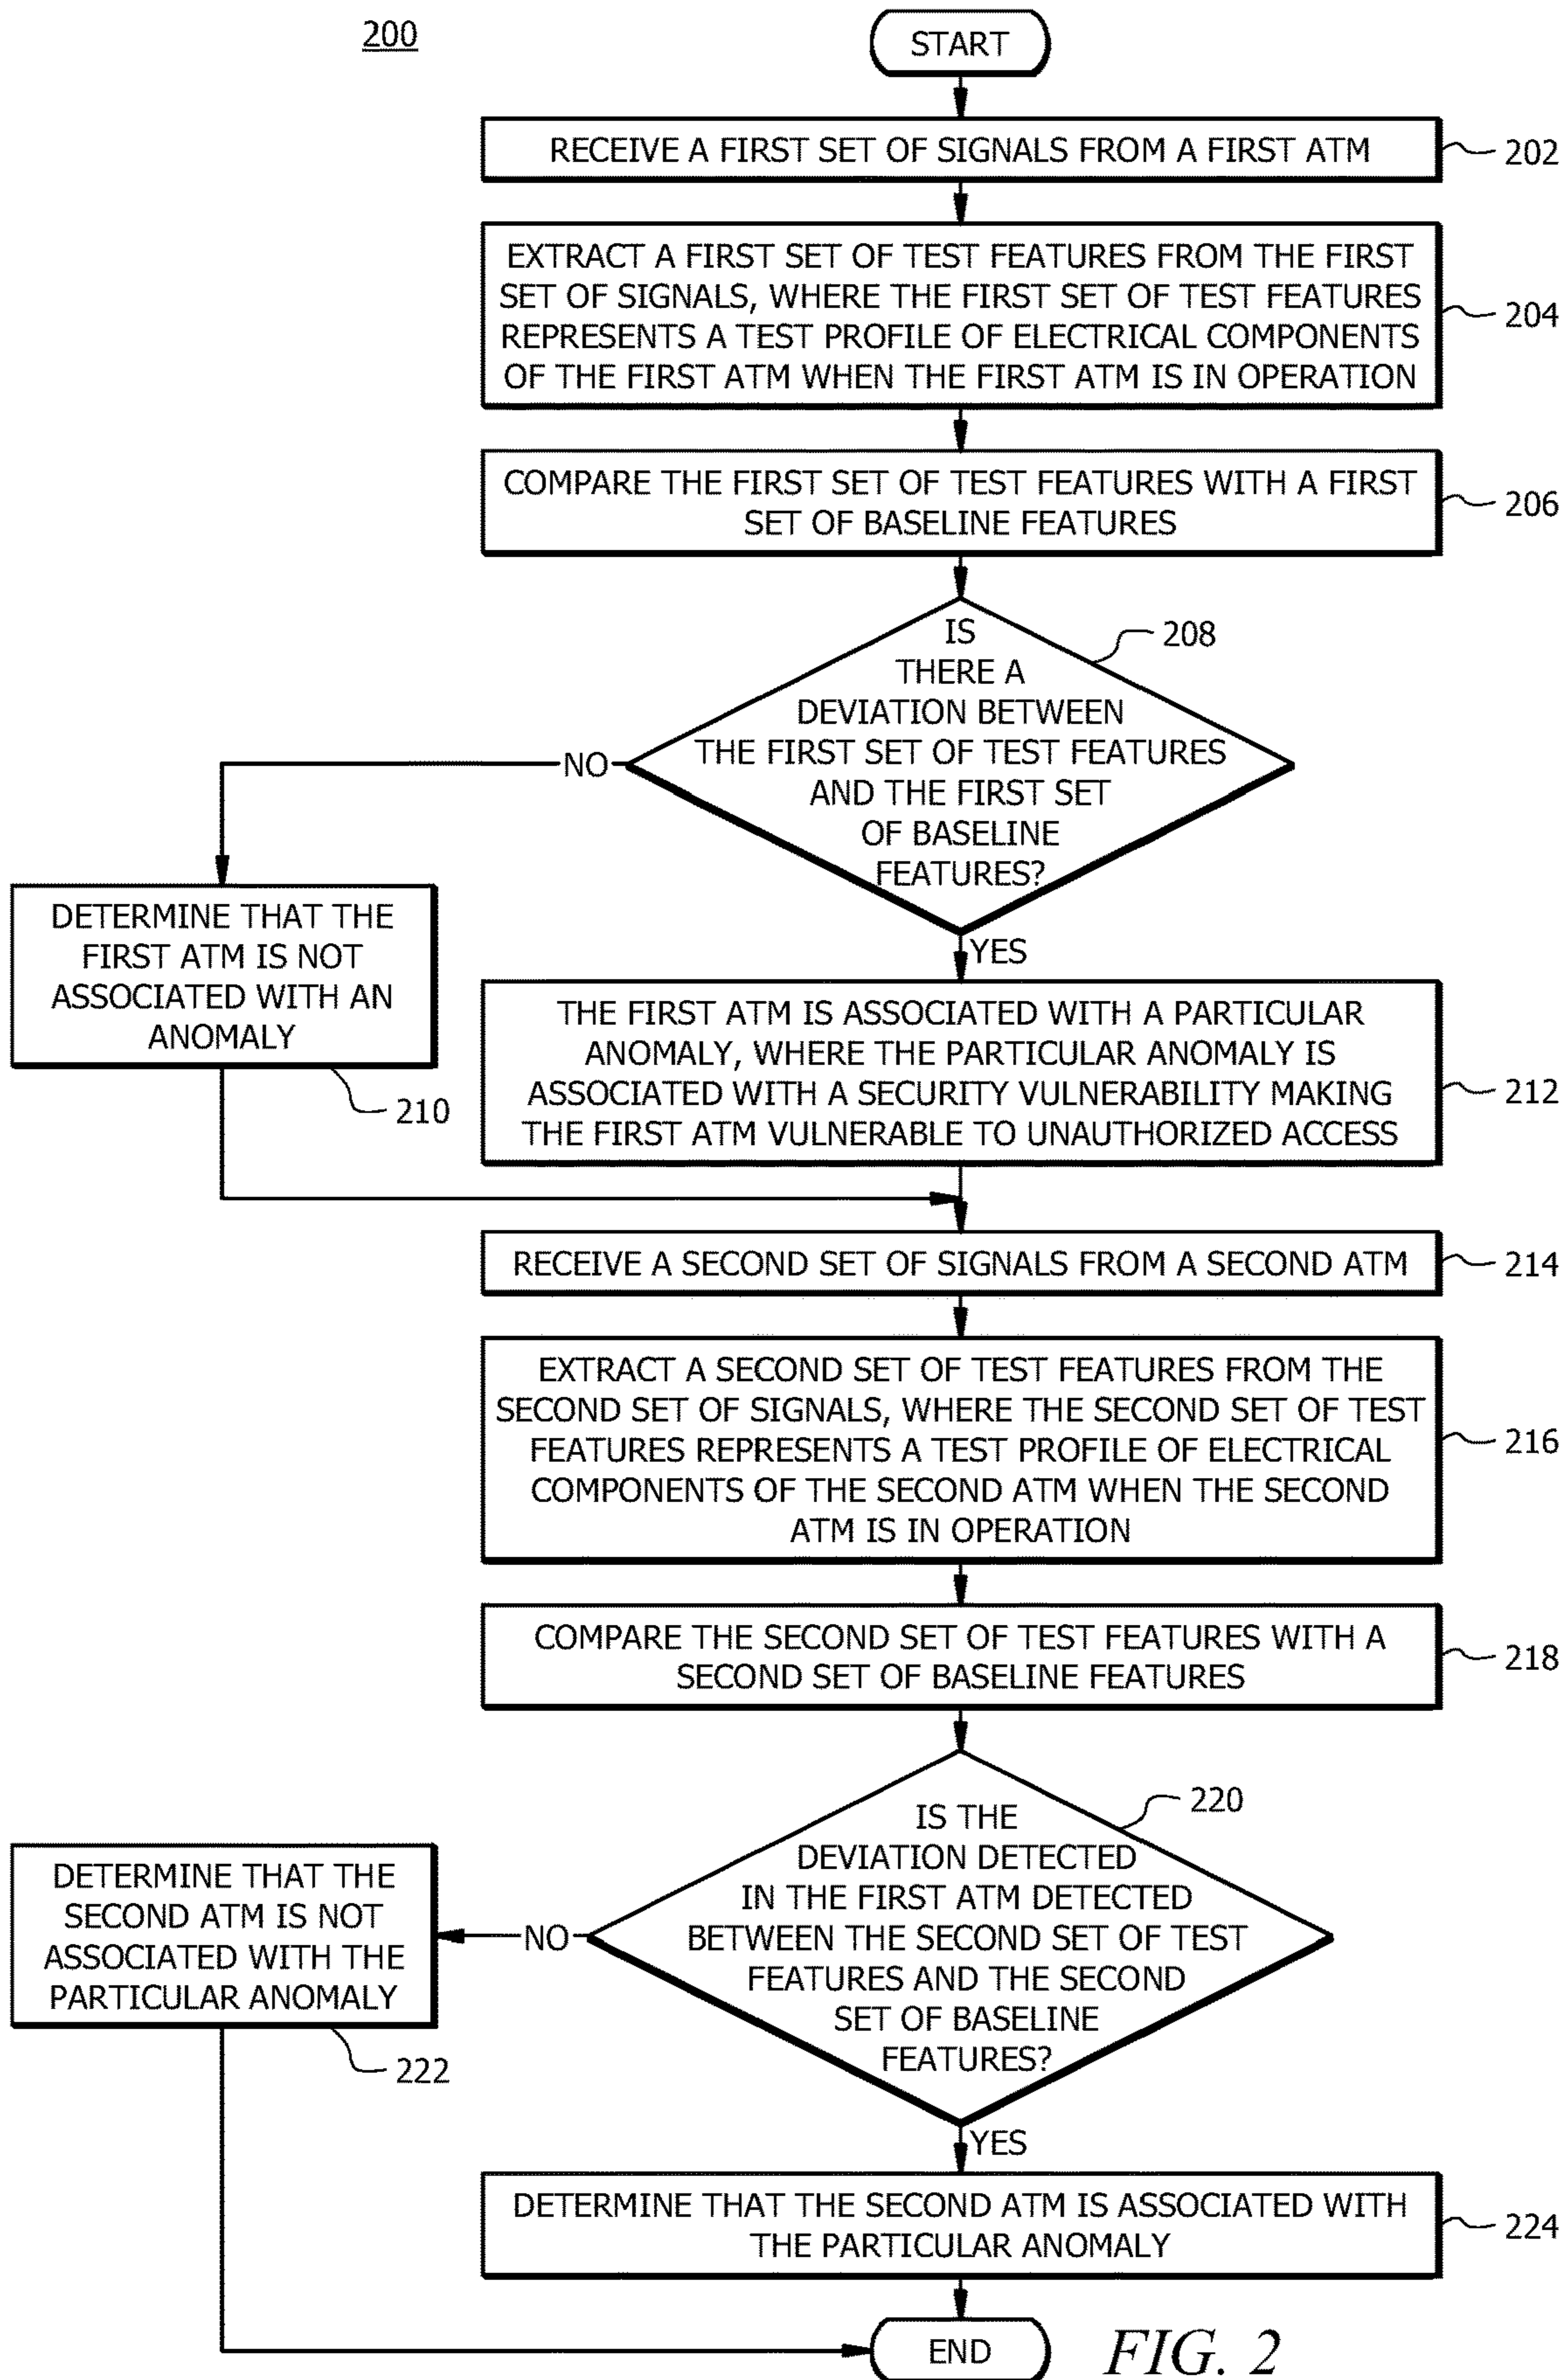 200
START
RECEIVE A FIRST SET OF SIGNALS FROM A FIRST ATM
202
EXTRACT A FIRST SET OF TEST FEATURES FROM THE FIRST
SET OF SIGNALS, WHERE THE FIRST SET OF TEST FEATURES
REPRESENTS A TEST PROFILE OF ELECTRICAL COMPONENTS
OF THE FIRST ATM WHEN THE FIRST ATM IS IN OPERATION
204
COMPARE THE FIRST SET OF TEST FEATURES WITH A FIRST
SET OF BASELINE FEATURES
206
IS
THERE A
DEVIATION BETWEEN
THE FIRST SET OF TEST FEATURES
AND THE FIRST SET
OF BASELINE
FEATURES?
208
NO
YES
DETERMINE THAT THE
FIRST ATM IS NOT
ASSOCIATED WITH AN
ANOMALY
210
THE FIRST ATM IS ASSOCIATED WITH A PARTICULAR
ANOMALY, WHERE THE PARTICULAR ANOMALY IS
ASSOCIATED WITH A SECURITY VULNERABILITY MAKING
THE FIRST ATM VULNERABLE TO UNAUTHORIZED ACCESS
212
RECEIVE A SECOND SET OF SIGNALS FROM A SECOND ATM
214
EXTRACT A SECOND SET OF TEST FEATURES FROM THE
SECOND SET OF SIGNALS, WHERE THE SECOND SET OF TEST
FEATURES REPRESENTS A TEST PROFILE OF ELECTRICAL
COMPONENTS OF THE SECOND ATM WHEN THE SECOND
ATM IS IN OPERATION
216
COMPARE THE SECOND SET OF TEST FEATURES WITH A
SECOND SET OF BASELINE FEATURES
218
IS THE
DEVIATION DETECTED
IN THE FIRST ATM DETECTED
BETWEEN THE SECOND SET OF TEST
FEATURES AND THE SECOND
SET OF BASELINE
FEATURES?
220
NO
YES
DETERMINE THAT THE
SECOND ATM IS NOT
ASSOCIATED WITH THE
PARTICULAR ANOMALY
222
DETERMINE THAT THE SECOND ATM IS ASSOCIATED WITH
THE PARTICULAR ANOMALY
224
END
FIG. 2